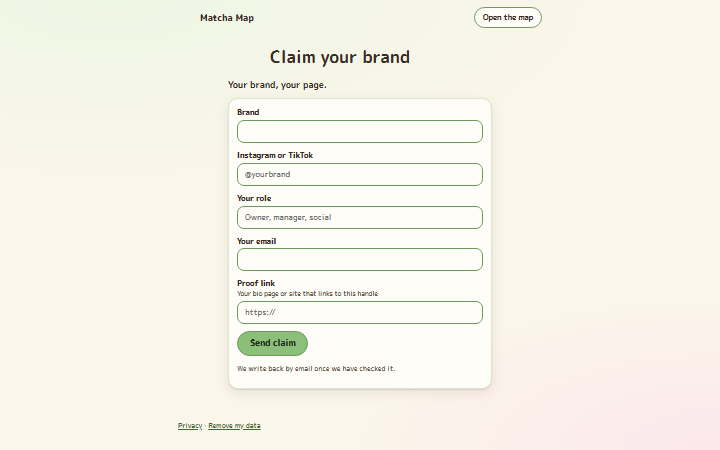 Matcha Map
Open the map
Claim your brand
Your brand, your page.
Brand
Instagram or TikTok
@yourbrand
Your role
Owner, manager, social
Your email
Proof link
Your bio page or site that links to this handle
https://
Send claim
We write back by email once we have checked it.
Privacy · Remove my data